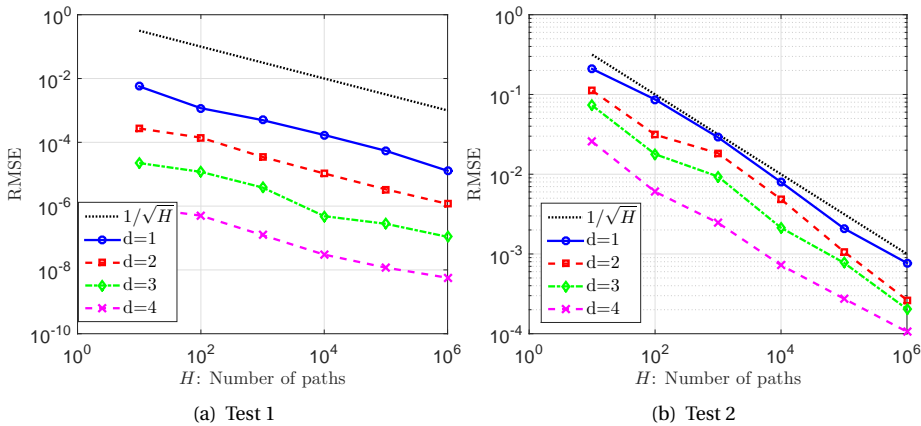 RMSE
10^0
10^-2
10^-4
10^-6
10^-8
10^-10
10^0
10^2
10^4
10^6
1/√H
d=1
d=2
d=3
d=4
H: Number of paths
(a) Test 1
RMSE
10^0
10^-1
10^-2
10^-3
10^-4
10^0
10^2
10^4
10^6
1/√H
d=1
d=2
d=3
d=4
H: Number of paths
(b) Test 2